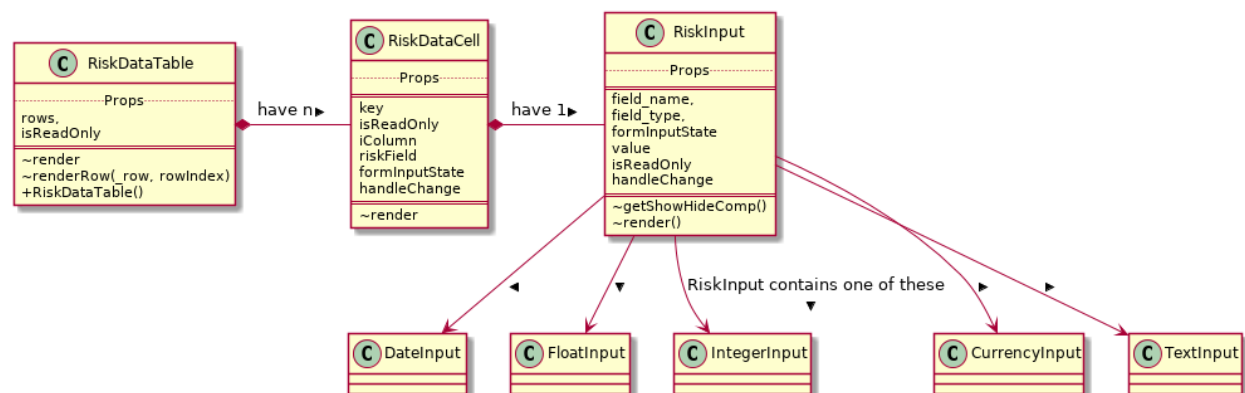 C RiskDataTable
Props
rows,
isReadOnly
~render
~renderRow(_row, rowIndex)
+RiskDataTable()
have n
C RiskDataCell
Props
key
isReadOnly
iColumn
riskField
formInputState
handleChange
~render
have 1
C RiskInput
Props
field_name,
field_type,
formInputState
value
isReadOnly
handleChange
~getShowHideComp()
~render()
RiskInput contains one of these
C DateInput
C FloatInput
C IntegerInput
C CurrencyInput
C TextInput